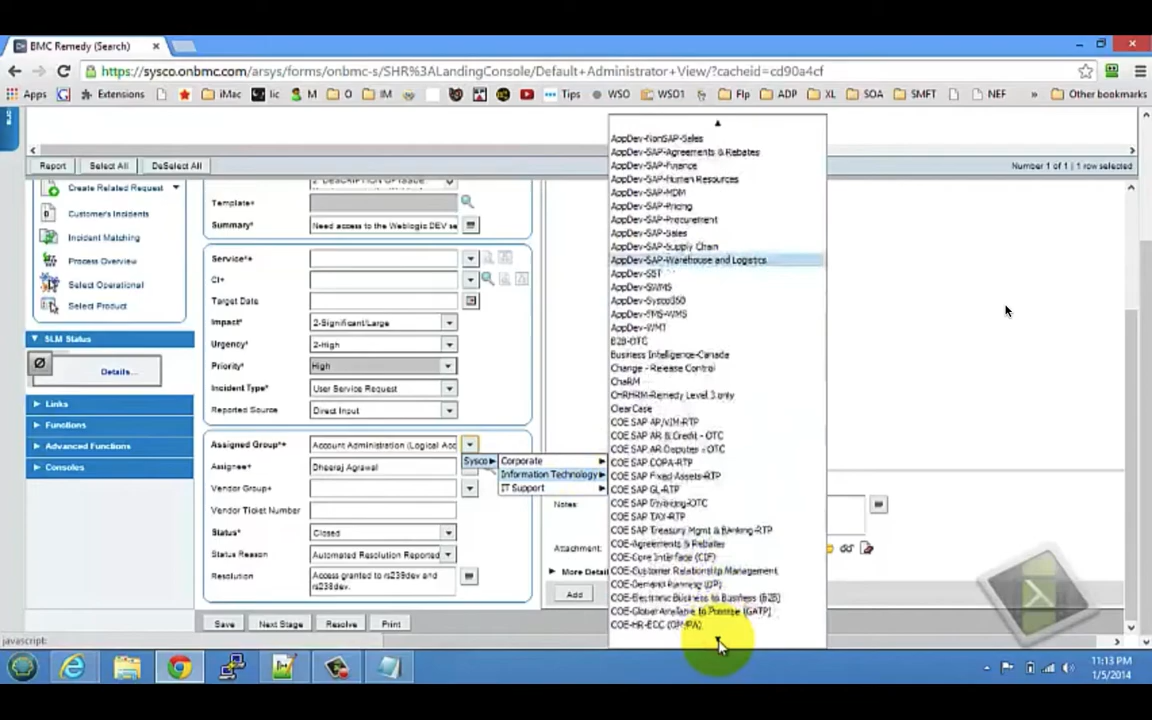 BMC Remedy (Search)
https://sysco.onbmc.com/arsys/forms/onbmc-s/SHR%3ALandingConsole/Default+Administrator+View/?cacheid=cd90a4cf
Apps Extensions iMac lic M O IM Tips WSO WSO1 Flp ADP XL SOA SMFT NEF » Other bookmarks
Report Select All DeSelect All Number 1 of 1 | 1 row selected
Create Related Request
Customer's Incidents
Incident Matching
Process Overview
Select Operational
Select Product
SLM Status
Details...
Links
Functions
Advanced Functions
Consoles
2. DESCRIPTION OF ISSUE:
Template+
Summary* Need access to the Weblogic DEV se
Service*
CI+
Target Date
Impact* 2-Significant/Large
Urgency* 2-High
Priority* High
Incident Type* User Service Request
Reported Source Direct Input
Assigned Group*+ Account Administration (Logical Acc
Assignee+ Dheeraj Agrawal
Vendor Group+
Vendor Ticket Number
Status* Closed
Status Reason Automated Resolution Reported
Resolution Access granted to rs238dev and
rs238dev.
Save Next Stage Resolve Print
Sysco
Corporate
Information Technology
IT Support
AppDev-NonSAP-Sales
AppDev-SAP-Agreements & Rebates
AppDev-SAP-Finance
AppDev-SAP-Human Resources
AppDev-SAP-MDM
AppDev-SAP-Pricing
AppDev-SAP-Procurement
AppDev-SAP-Sales
AppDev-SAP-Supply Chain
AppDev-SAP-Warehouse and Logistics
AppDev-SST
AppDev-SWMS
AppDev-Sysco360
AppDev-TMS-WMS
AppDev-WMT
B2B-OTC
Business Intelligence-Canada
Change - Release Control
ChaRM
CHRHRM-Remedy Level 3 only
ClearCase
COE SAP AP/VIM-RTP
COE SAP AR & Credit - OTC
COE SAP AR Disputes - OTC
COE SAP COPA-RTP
COE SAP Fixed Assets-RTP
COE SAP GL-RTP
COE SAP Invoicing-OTC
COE SAP TAX-RTP
COE SAP Treasury Mgmt & Banking-RTP
COE-Agreements & Rebates
COE-Core Interface (CIF)
COE-Customer Relationship Management
COE-Demand Planning (DP)
COE-Electronic Business to Business (B2B)
COE-Global Available to Promise (GATP)
COE-HR-ECC (OM/PA)
Notes:
Attachment:
More Detai
Add
javascript:
11:13 PM
1/5/2014